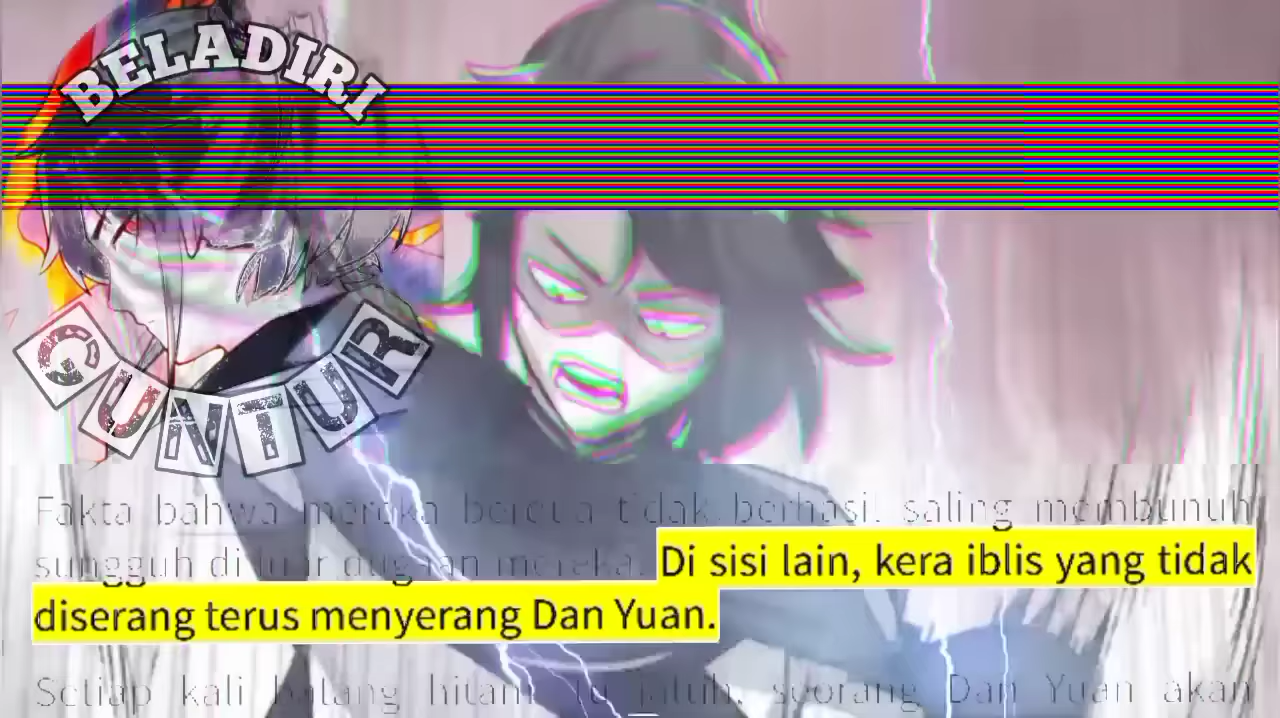 BELADIRI
GUNTUR
Fakta bahwa mereka berdua tidak berhasil saling membunuh
sungguh di luar dugaan mereka. Di sisi lain, kera iblis yang tidak
diserang terus menyerang Dan Yuan.
Setiap kali batang hitam itu jatuh, seorang Dan Yuan akan